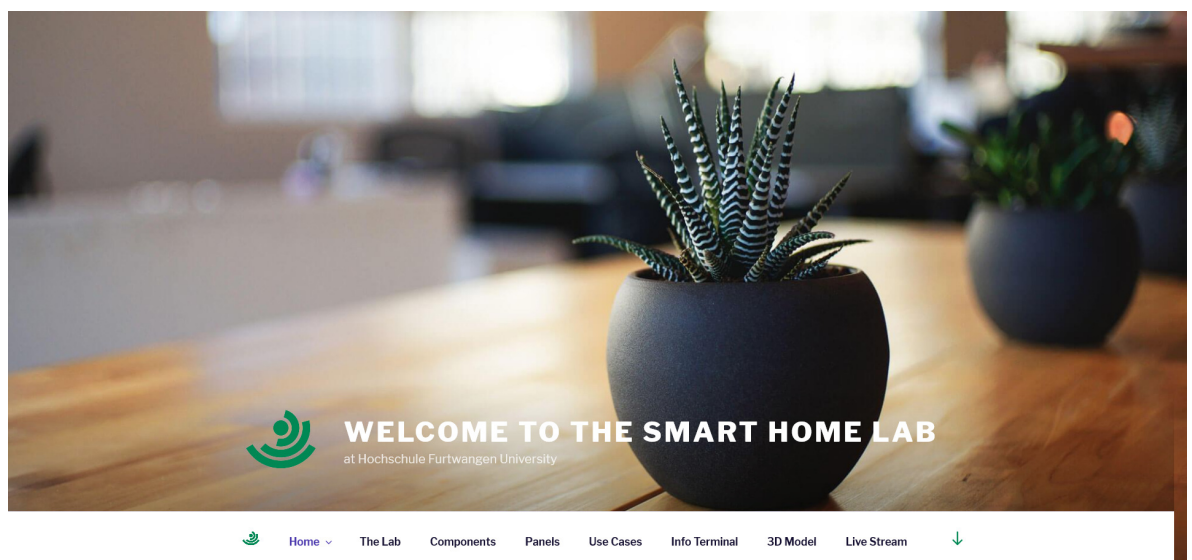 WELCOME TO THE SMART HOME LAB
at Hochschule Furtwangen University
Home The Lab Components Panels Use Cases Info Terminal 3D Model Live Stream